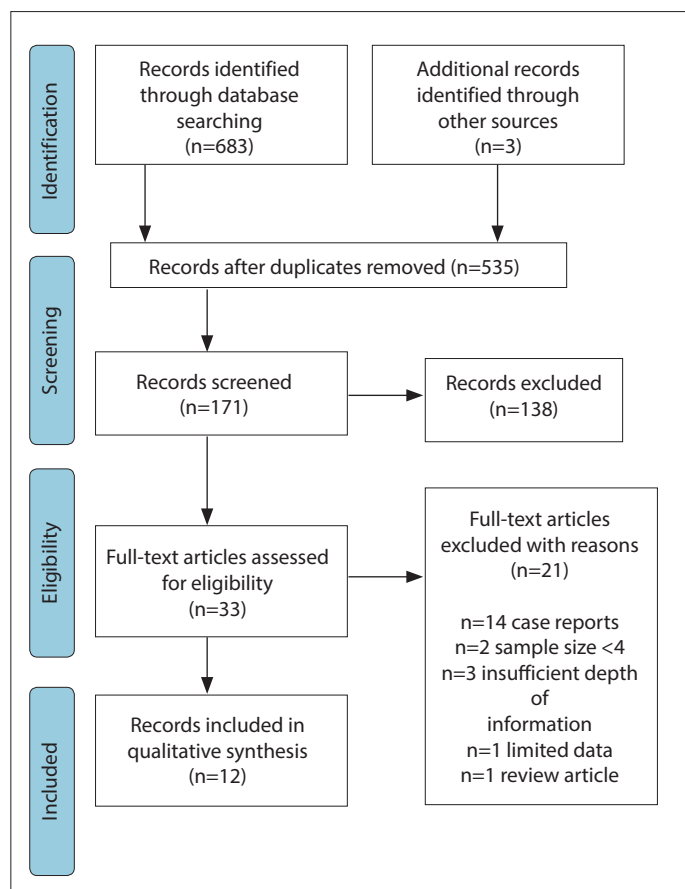 Identification
Records identified
through database
searching
(n=683)
Additional records
identified through
other sources
(n=3)
Records after duplicates removed (n=535)
Screening
Records screened
(n=171)
Records excluded
(n=138)
Eligibility
Full-text articles assessed
for eligibility
(n=33)
Full-text articles
excluded with reasons
(n=21)
n=14 case reports
n=2 sample size <4
n=3 insufficient depth
of
information
n=1 limited data
n=1 review article
Included
Records included in
qualitative synthesis
(n=12)